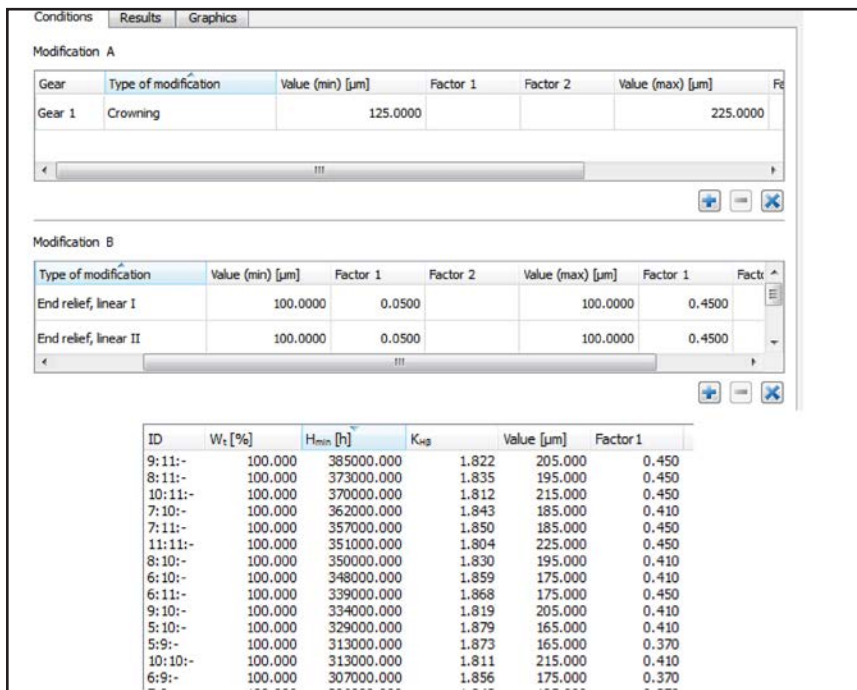 Conditions Results Graphics
Modification A
Gear Type of modification Value (min) [µm] Factor 1 Factor 2 Value (max) [µm] Fa
Gear 1 Crowning 125.0000 225.0000
Modification B
Type of modification Value (min) [µm] Factor 1 Factor 2 Value (max) [µm] Factor 1 Facto
End relief, linear I 100.0000 0.0500 100.0000 0.4500
End relief, linear II 100.0000 0.0500 100.0000 0.4500
ID Wt [%] Hmin [h] KHβ Value [µm] Factor 1
9:11:- 100.000 385000.000 1.822 205.000 0.450
8:11:- 100.000 373000.000 1.835 195.000 0.450
10:11:- 100.000 370000.000 1.812 215.000 0.450
7:10:- 100.000 362000.000 1.843 185.000 0.410
7:11:- 100.000 357000.000 1.850 185.000 0.450
11:11:- 100.000 351000.000 1.804 225.000 0.450
8:10:- 100.000 350000.000 1.830 195.000 0.410
6:10:- 100.000 348000.000 1.859 175.000 0.410
6:11:- 100.000 339000.000 1.868 175.000 0.450
9:10:- 100.000 334000.000 1.819 205.000 0.410
5:10:- 100.000 329000.000 1.879 165.000 0.410
5:9:- 100.000 313000.000 1.873 165.000 0.370
10:10:- 100.000 313000.000 1.811 215.000 0.410
6:9:- 100.000 307000.000 1.856 175.000 0.370